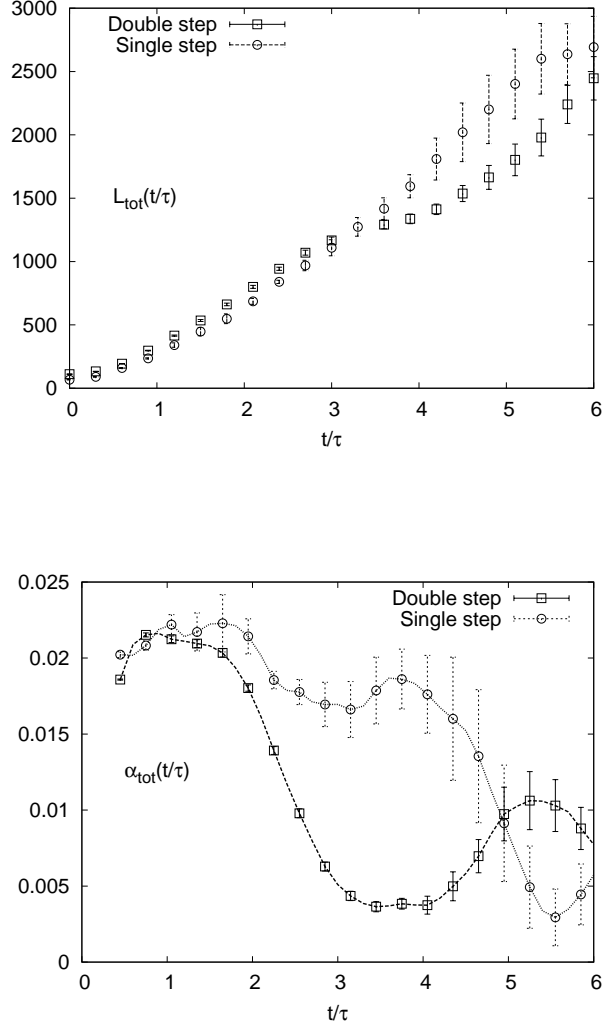 3000
2500
2000
1500
1000
500
0
Double step
Single step
L_tot(t/τ)
0 1 2 3 4 5 6
t/τ
0.025
0.02
0.015
0.01
0.005
0
Double step
Single step
α_tot(t/τ)
0 1 2 3 4 5 6
t/τ